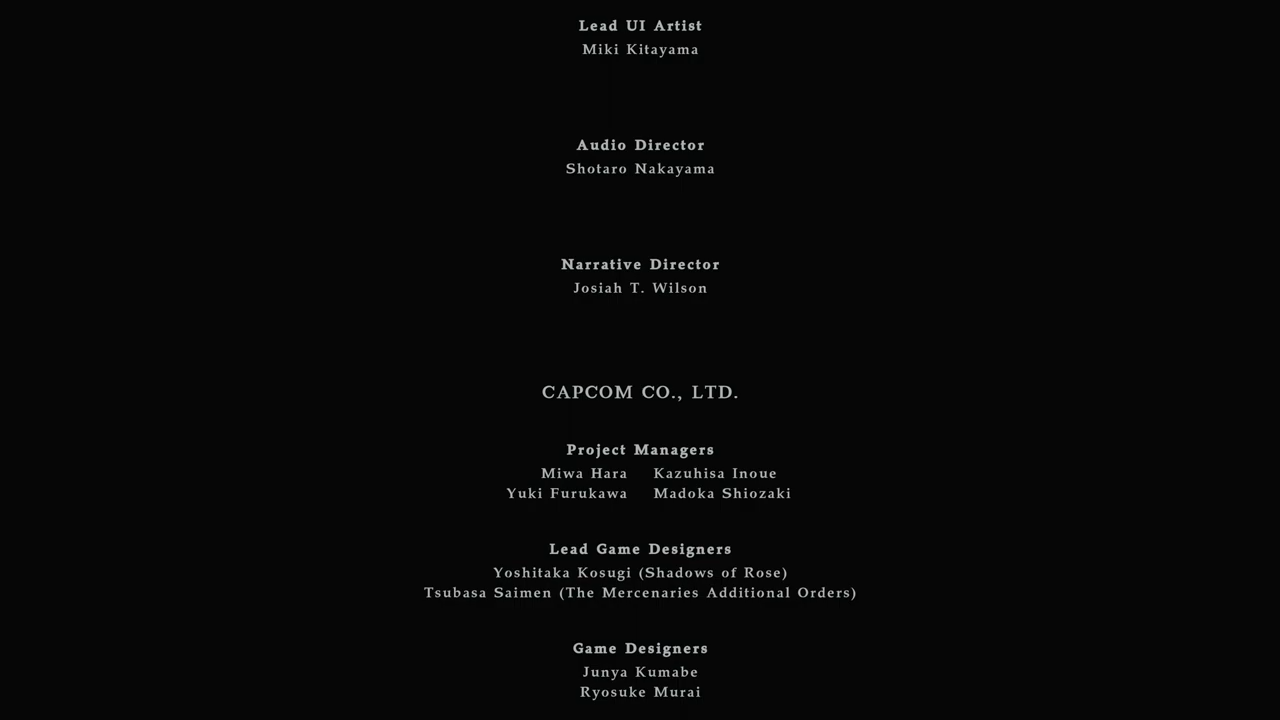 Lead UI Artist
Miki Kitayama
Audio Director
Shotaro Nakayama
Narrative Director
Josiah T. Wilson
CAPCOM CO., LTD.
Project Managers
Miwa Hara Kazuhisa Inoue
Yuki Furukawa Madoka Shiozaki
Lead Game Designers
Yoshitaka Kosugi (Shadows of Rose)
Tsubasa Saimen (The Mercenaries Additional Orders)
Game Designers
Junya Kumabe
Ryosuke Murai